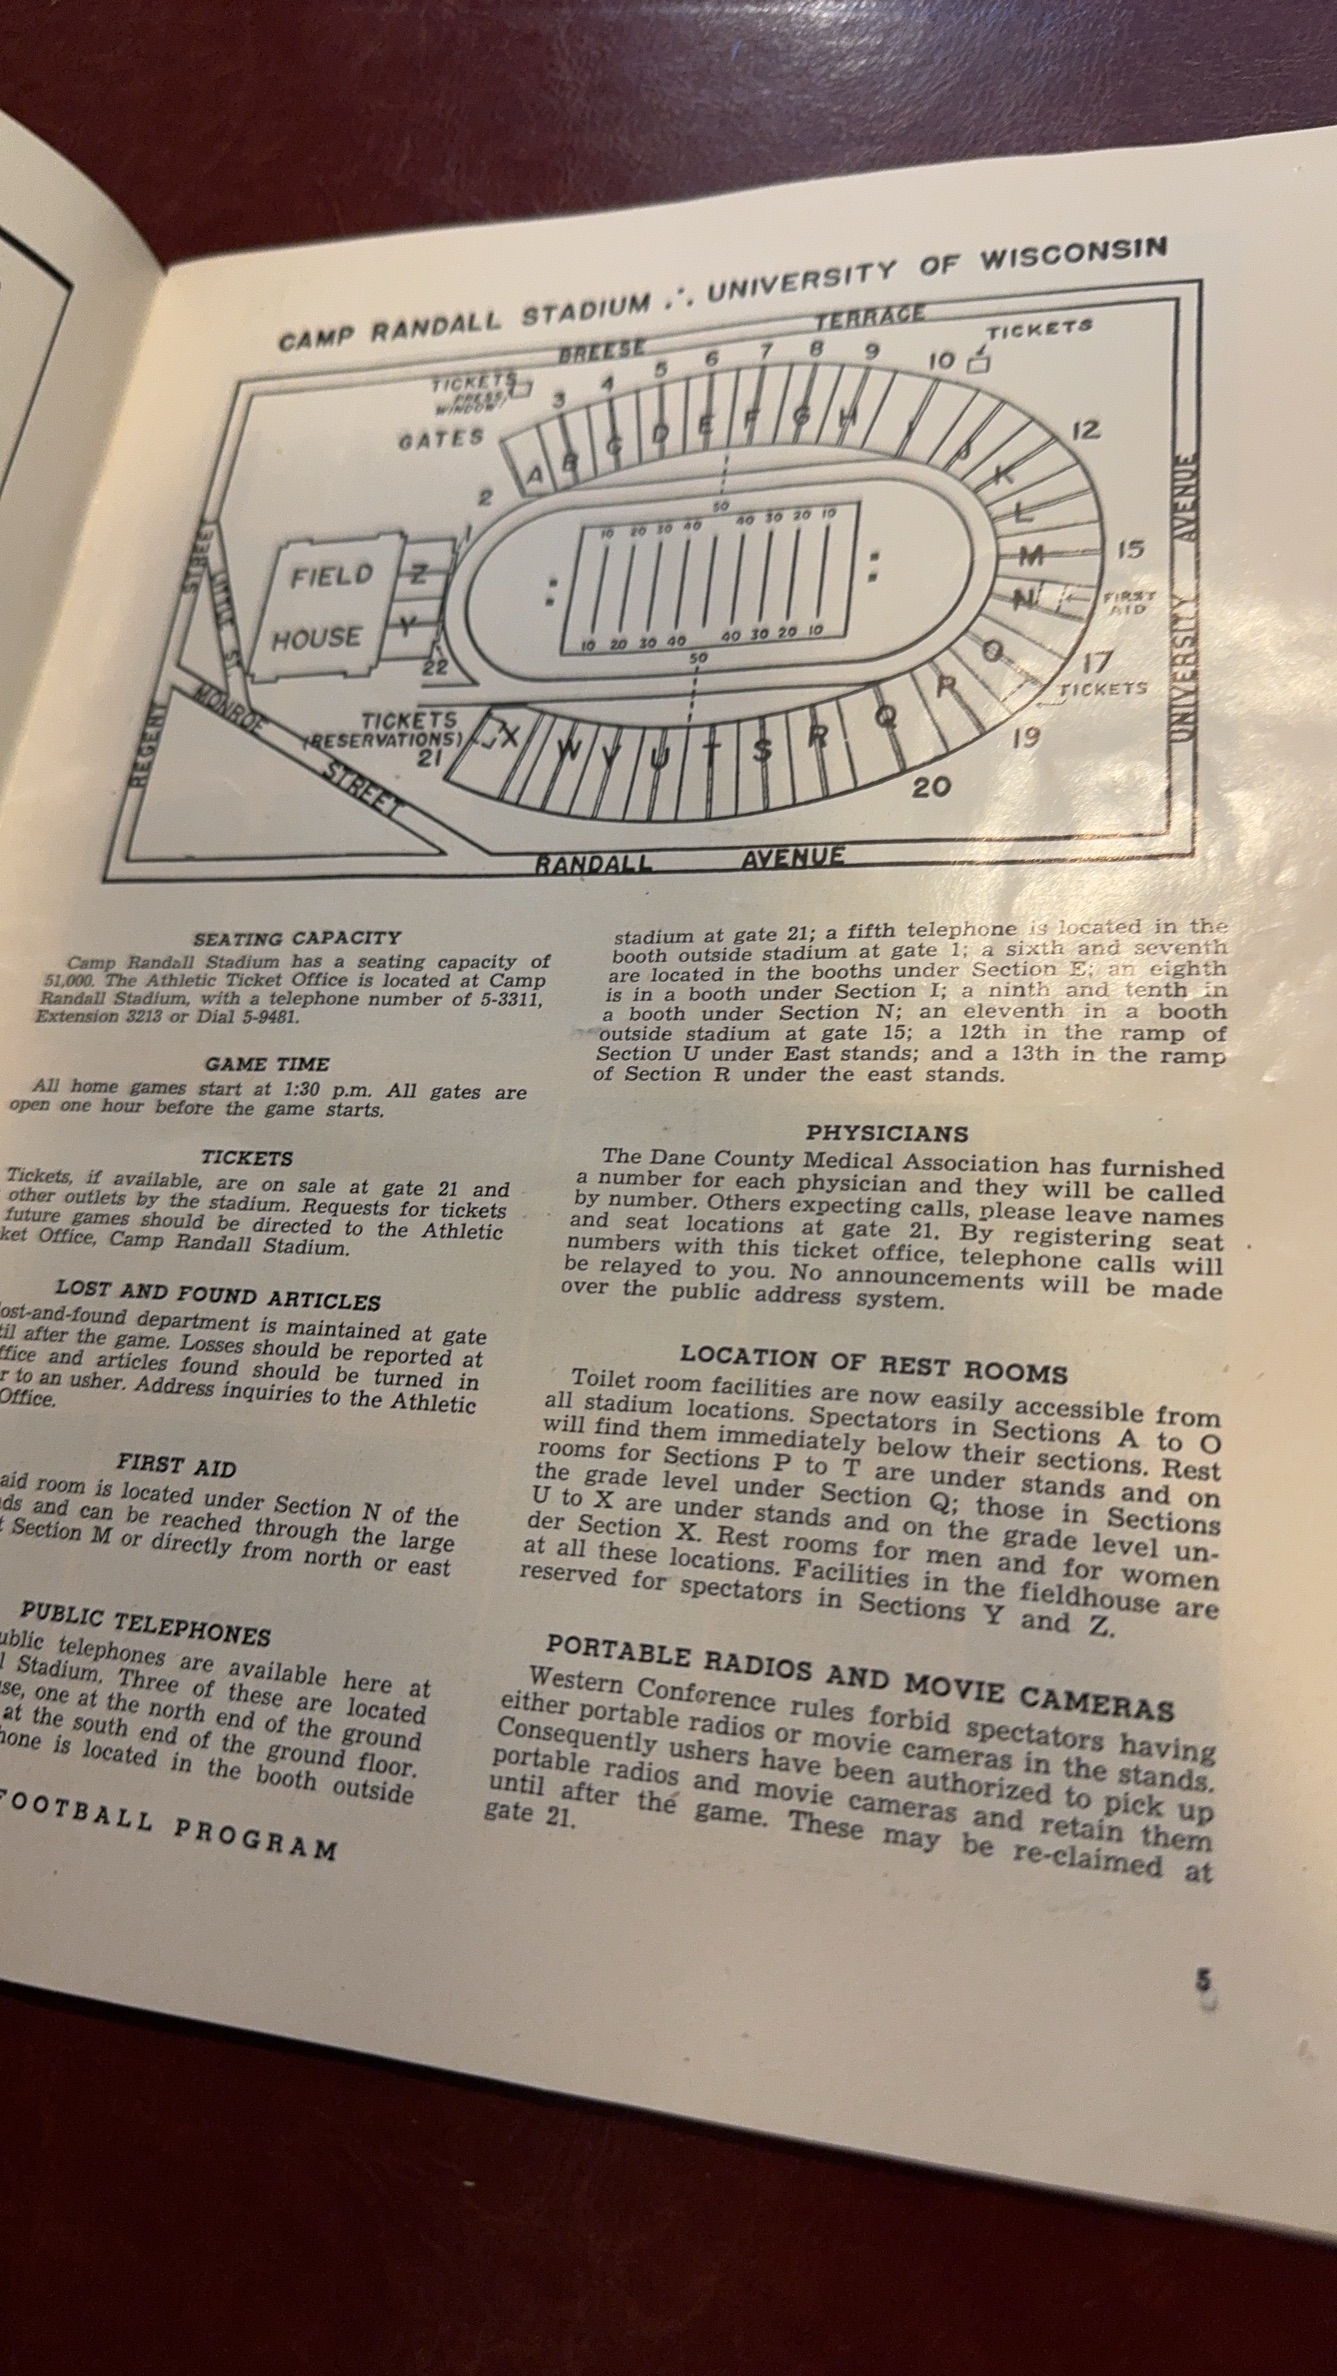 CAMP RANDALL STADIUM ∴ UNIVERSITY OF WISCONSIN
BREESE TERRACE
TICKETS
TICKETS
PRESS
WINDOW
GATES
2 3 4 5 6 7 8 9 10 12
A B C D E F G H I J K
L
M 15
N FIRST
AID
O 17
TICKETS
UNIVERSITY AVENUE
1
50
10 20 30 40 40 30 20 10
10 20 30 40 40 30 20 10
50
FIELD
HOUSE
Z
Y
22
STREET
LITTLE ST
MONROE
STREET
REGENT
TICKETS
(RESERVATIONS)
21
X W V U T S R Q R
19
20
RANDALL AVENUE
SEATING CAPACITY
Camp Randall Stadium has a seating capacity of
51,000. The Athletic Ticket Office is located at Camp
Randall Stadium, with a telephone number of 5-3311,
Extension 3213 or Dial 5-9481.
GAME TIME
All home games start at 1:30 p.m. All gates are
open one hour before the game starts.
TICKETS
Tickets, if available, are on sale at gate 21 and
other outlets by the stadium. Requests for tickets
future games should be directed to the Athletic
ket Office, Camp Randall Stadium.
LOST AND FOUND ARTICLES
ost-and-found department is maintained at gate
til after the game. Losses should be reported at
ffice and articles found should be turned in
r to an usher. Address inquiries to the Athletic
Office.
FIRST AID
aid room is located under Section N of the
ds and can be reached through the large
t Section M or directly from north or east
PUBLIC TELEPHONES
ublic telephones are available here at
l Stadium. Three of these are located
se, one at the north end of the ground
at the south end of the ground floor.
hone is located in the booth outside
FOOTBALL PROGRAM
stadium at gate 21; a fifth telephone is located in the
booth outside stadium at gate 1; a sixth and seventh
are located in the booths under Section E; an eighth
is in a booth under Section I; a ninth and tenth in
a booth under Section N; an eleventh in a booth
outside stadium at gate 15; a 12th in the ramp of
Section U under East stands; and a 13th in the ramp
of Section R under the east stands.
PHYSICIANS
The Dane County Medical Association has furnished
a number for each physician and they will be called
by number. Others expecting calls, please leave names
and seat locations at gate 21. By registering seat
numbers with this ticket office, telephone calls will
be relayed to you. No announcements will be made
over the public address system.
LOCATION OF REST ROOMS
Toilet room facilities are now easily accessible from
all stadium locations. Spectators in Sections A to O
will find them immediately below their sections. Rest
rooms for Sections P to T are under stands and on
the grade level under Section Q; those in Sections
U to X are under stands and on the grade level un-
der Section X. Rest rooms for men and for women
at all these locations. Facilities in the fieldhouse are
reserved for spectators in Sections Y and Z.
PORTABLE RADIOS AND MOVIE CAMERAS
Western Conference rules forbid spectators having
either portable radios or movie cameras in the stands.
Consequently ushers have been authorized to pick up
portable radios and movie cameras and retain them
until after the game. These may be re-claimed at
gate 21.
5